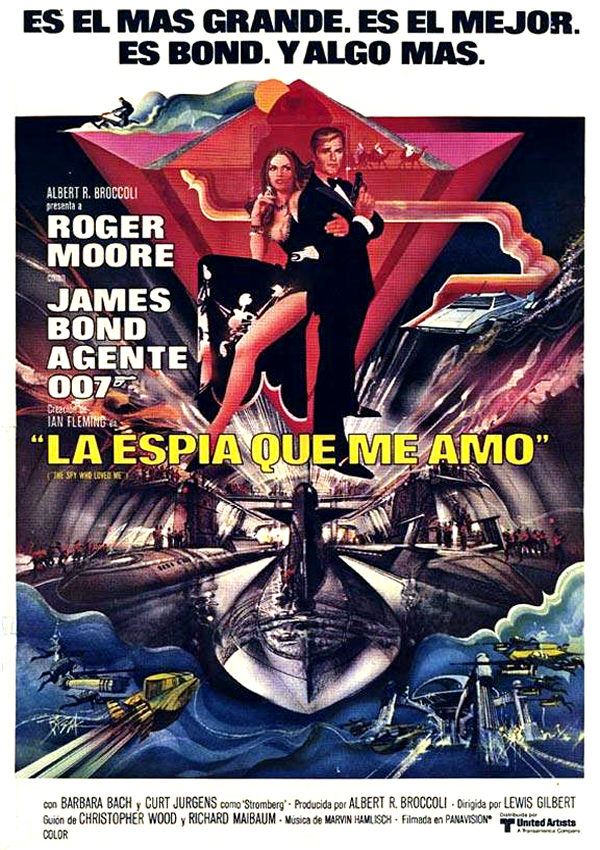 ES EL MAS GRANDE. ES EL MEJOR.
ES BOND. Y ALGO MAS.
ALBERT R. BROCCOLI
presenta a
ROGER
MOORE
como
JAMES
BOND
AGENTE
007
Creación de
IAN FLEMING en
"LA ESPIA QUE ME AMO"
("THE SPY WHO LOVED ME")
con BARBARA BACH y CURT JURGENS como 'Stromberg' - Producida por ALBERT R. BROCCOLI - Dirigida por LEWIS GILBERT
Guión de CHRISTOPHER WOOD y RICHARD MAIBAUM - Musica de MARVIN HAMLISCH - Filmada en PANAVISION®
COLOR
Distribuida por
United Artists
A Transamerica Company